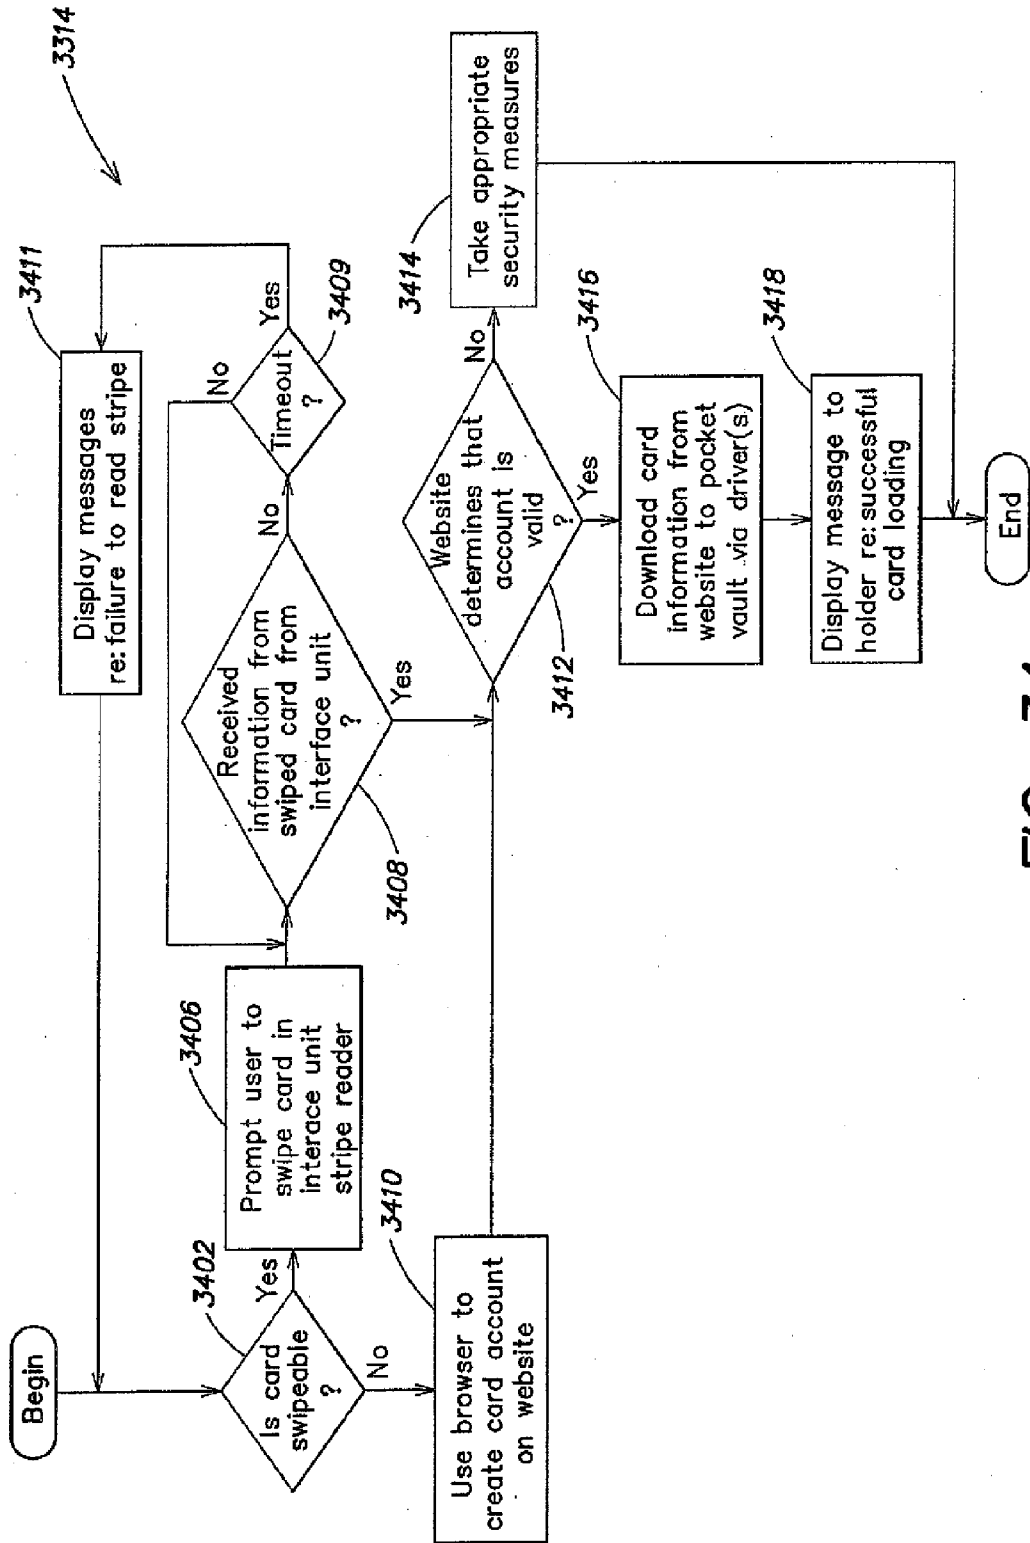 3314
Begin
3402
Is card
swipeable
?
Yes
No
3406
Prompt user to
swipe card in
interace unit
stripe reader
3408
Received
information from
swiped card from
interface unit
?
No
Yes
3409
Timeout
?
No
Yes
3411
Display messages
re: failure to read stripe
3410
Use browser to
create card account
on website
3412
Website
determines that
account is
valid
?
No
Yes
3414
Take appropriate
security measures
3416
Download card
information from
website to pocket
vault via driver(s)
3418
Display message to
holder re: successful
card loading
End